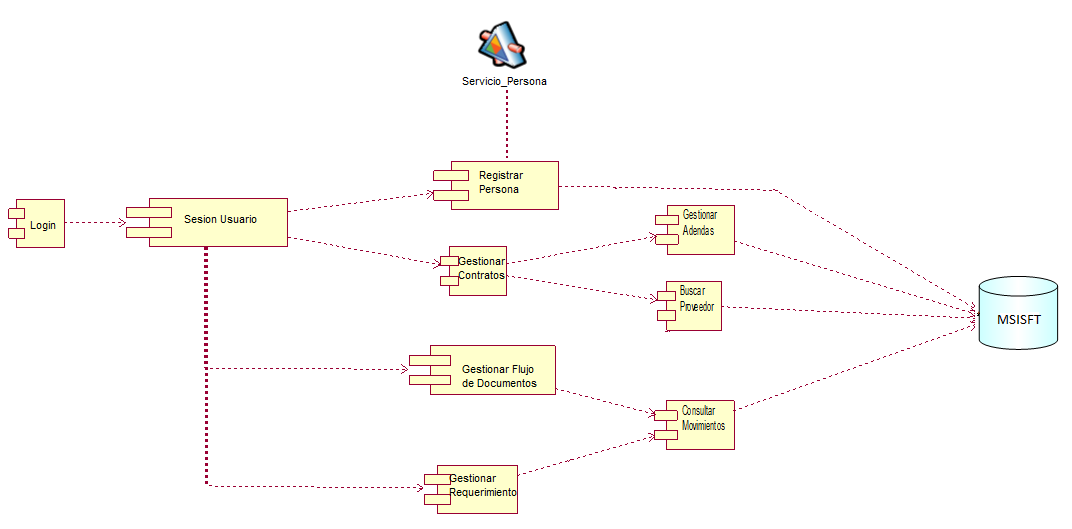 Servicio_Persona
Registrar
Persona
Login
Sesion Usuario
Gestionar
Adendas
Gestionar
Contratos
Buscar
Proveedor
MSISFT
Gestionar Flujo
de Documentos
Consultar
Movimientos
Gestionar
Requerimiento